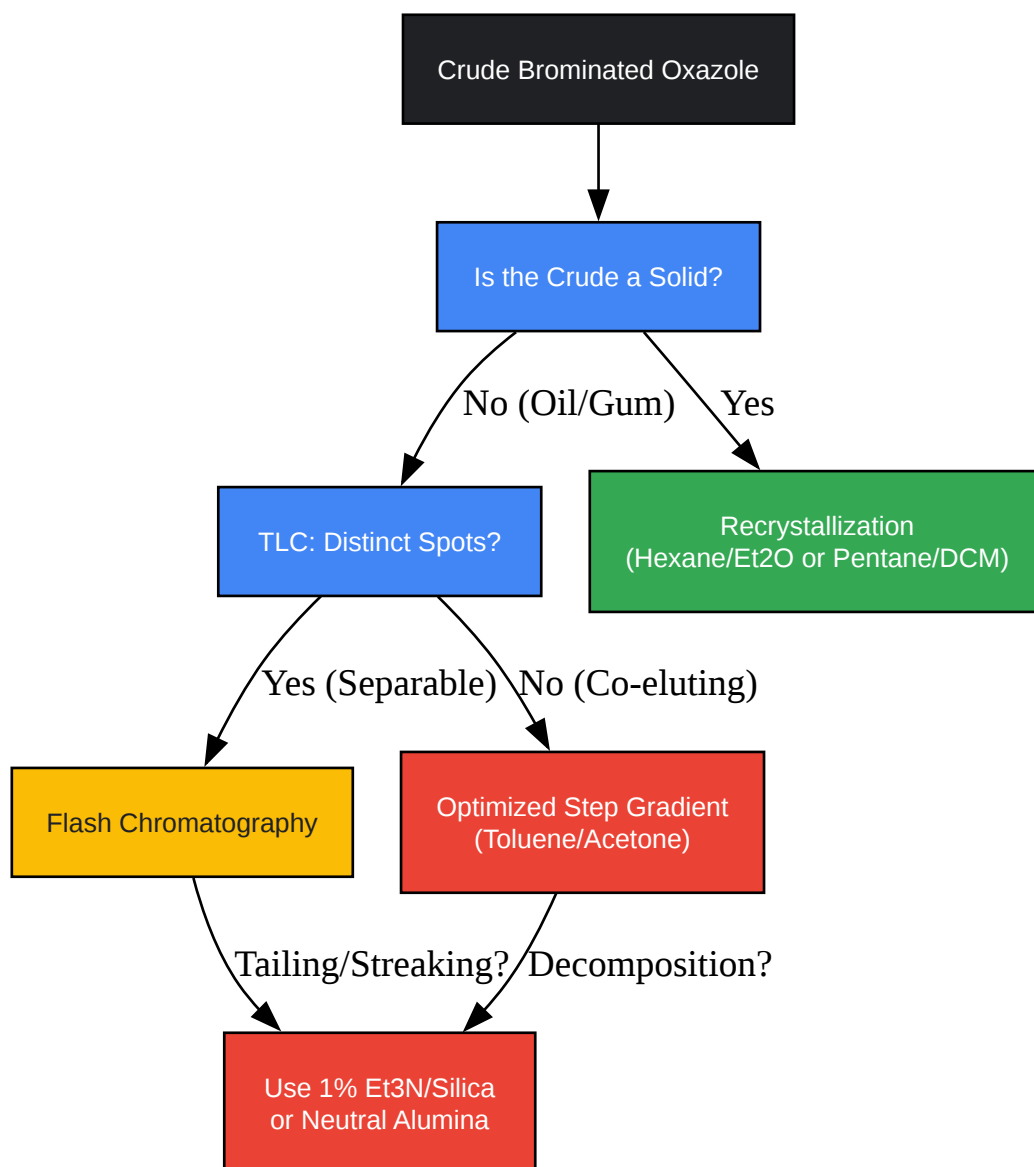 Crude Brominated Oxazole
Is the Crude a Solid?
No (Oil/Gum)
Yes
TLC: Distinct Spots?
Recrystallization
(Hexane/Et2O or Pentane/DCM)
Yes (Separable)
No (Co-eluting)
Flash Chromatography
Optimized Step Gradient
(Toluene/Acetone)
Tailing/Streaking?
Decomposition?
Use 1% Et3N/Silica
or Neutral Alumina